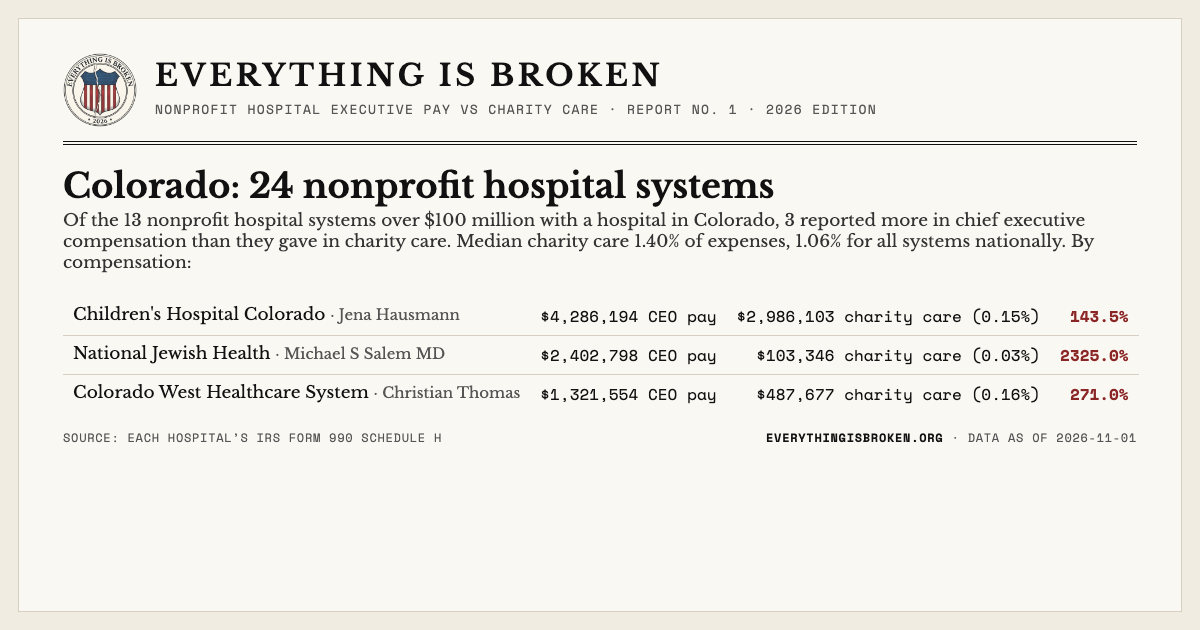 EVERYTHING IS BROKEN
2026
EVERYTHING IS BROKEN
NONPROFIT HOSPITAL EXECUTIVE PAY VS CHARITY CARE · REPORT NO. 1 · 2026 EDITION
Colorado: 24 nonprofit hospital systems
Of the 13 nonprofit hospital systems over $100 million with a hospital in Colorado, 3 reported more in chief executive
compensation than they gave in charity care. Median charity care 1.40% of expenses, 1.06% for all systems nationally. By
compensation:
Children's Hospital Colorado · Jena Hausmann $4,286,194 CEO pay $2,986,103 charity care (0.15%) 143.5%
National Jewish Health · Michael S Salem MD $2,402,798 CEO pay $103,346 charity care (0.03%) 2325.0%
Colorado West Healthcare System · Christian Thomas $1,321,554 CEO pay $487,677 charity care (0.16%) 271.0%
SOURCE: EACH HOSPITAL’S IRS FORM 990 SCHEDULE H EVERYTHINGISBROKEN.ORG · DATA AS OF 2026-11-01